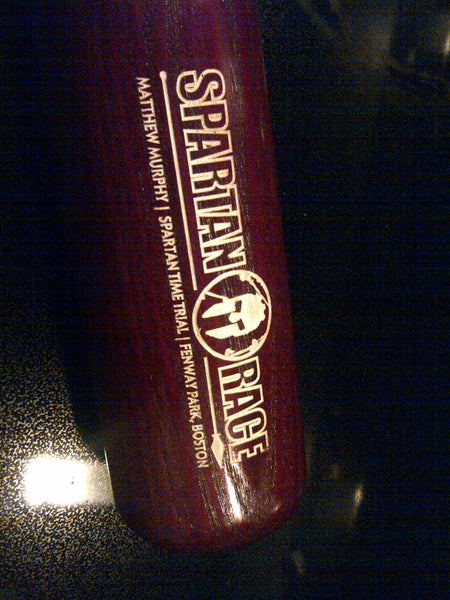 SPARTAN RACE
MATTHEW MURPHY | SPARTAN TIME TRIAL | FENWAY PARK, BOSTON